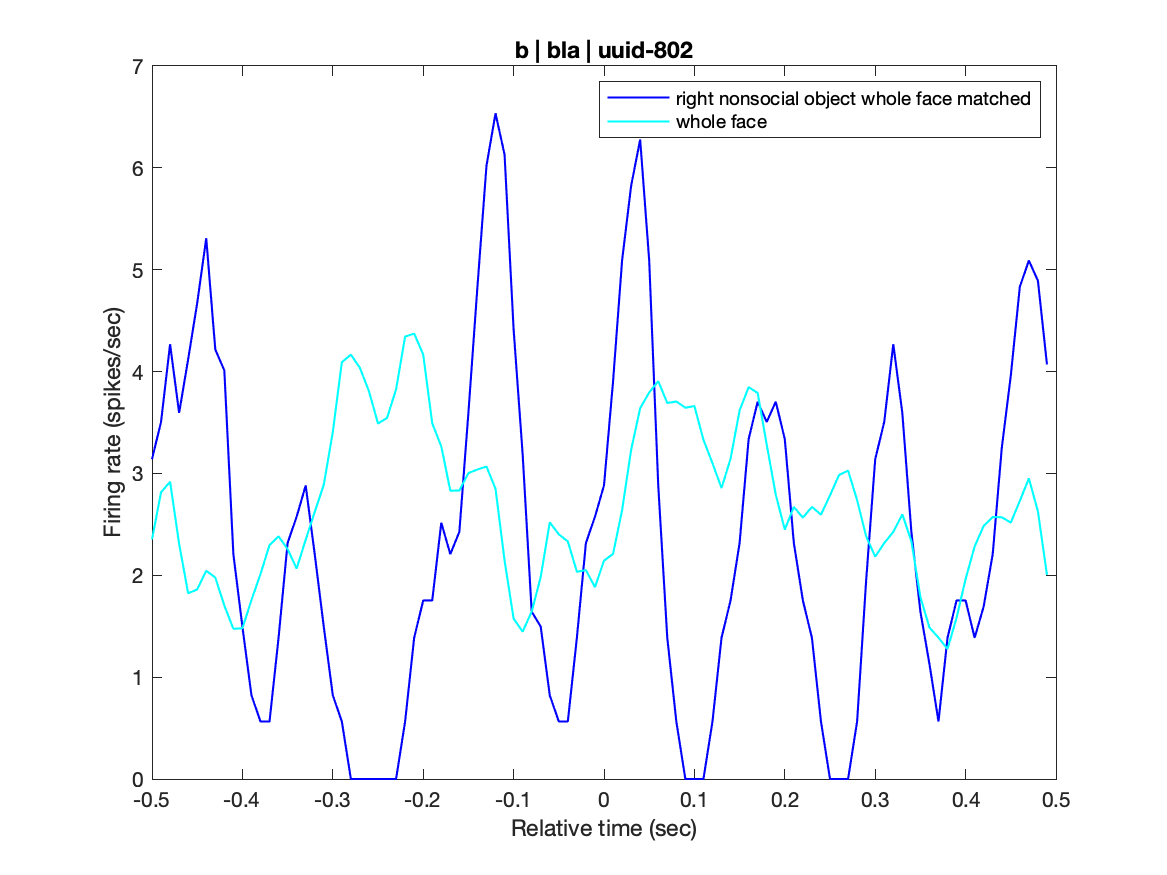 b | bla | uuid-802
right nonsocial object whole face matched
whole face
Firing rate (spikes/sec)
7
6
5
4
3
2
1
0
-0.5 -0.4 -0.3 -0.2 -0.1 0 0.1 0.2 0.3 0.4 0.5
Relative time (sec)